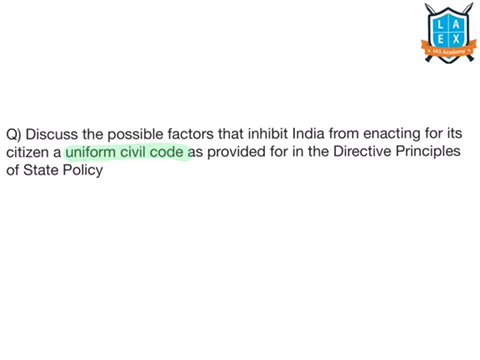 L A
E X
IAS Academy
Q) Discuss the possible factors that inhibit India from enacting for its
citizen a uniform civil code as provided for in the Directive Principles
of State Policy